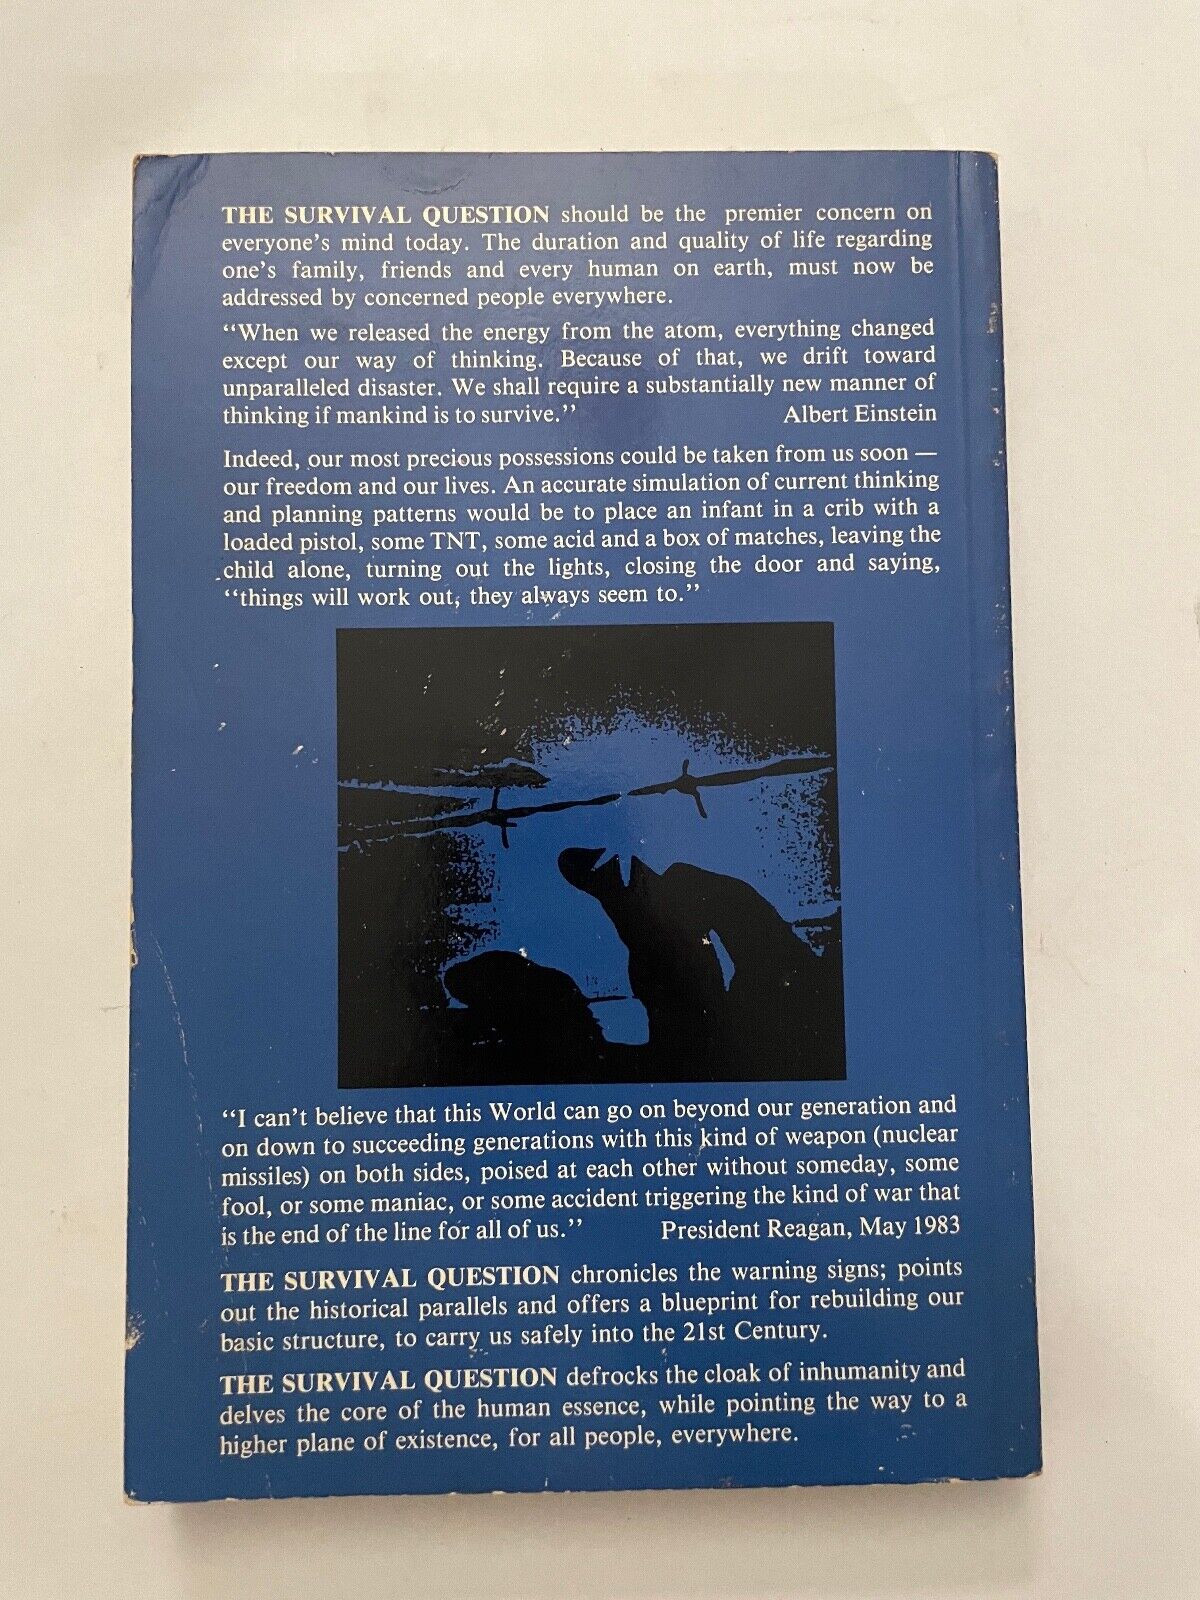 THE SURVIVAL QUESTION should be the premier concern on
everyone's mind today. The duration and quality of life regarding
one's family, friends and every human on earth, must now be
addressed by concerned people everywhere.
"When we released the energy from the atom, everything changed
except our way of thinking. Because of that, we drift toward
unparalleled disaster. We shall require a substantially new manner of
thinking if mankind is to survive." Albert Einstein
Indeed, our most precious possessions could be taken from us soon —
our freedom and our lives. An accurate simulation of current thinking
and planning patterns would be to place an infant in a crib with a
loaded pistol, some TNT, some acid and a box of matches, leaving the
child alone, turning out the lights, closing the door and saying,
"things will work out, they always seem to."
"I can't believe that this World can go on beyond our generation and
on down to succeeding generations with this kind of weapon (nuclear
missiles) on both sides, poised at each other without someday, some
fool, or some maniac, or some accident triggering the kind of war that
is the end of the line for all of us." President Reagan, May 1983
THE SURVIVAL QUESTION chronicles the warning signs; points
out the historical parallels and offers a blueprint for rebuilding our
basic structure, to carry us safely into the 21st Century.
THE SURVIVAL QUESTION defrocks the cloak of inhumanity and
delves the core of the human essence, while pointing the way to a
higher plane of existence, for all people, everywhere.